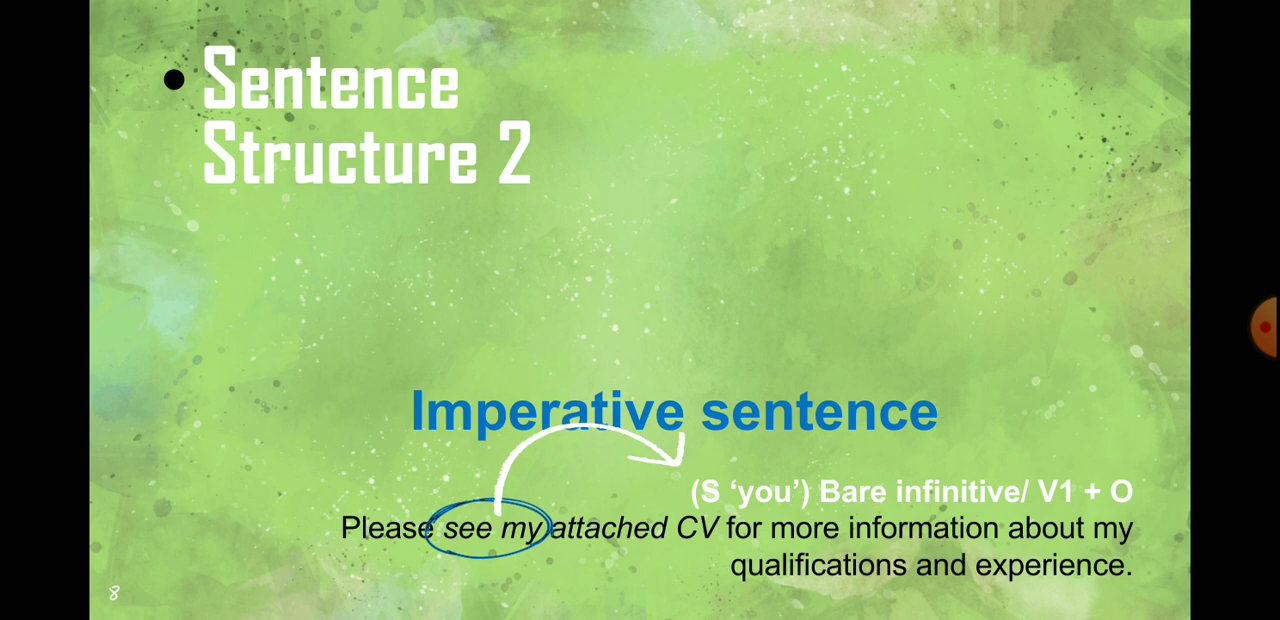 • Sentence
Structure 2
Imperative sentence
(S ‘you’) Bare infinitive/ V1 + O
Please see my attached CV for more information about my
qualifications and experience.
8